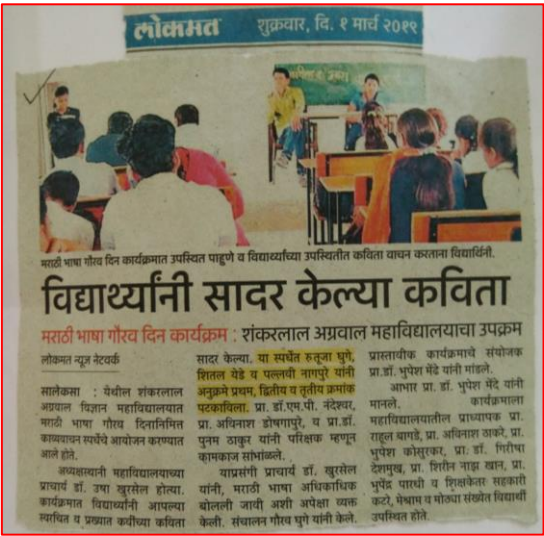 लोकमत
शुक्रवार, दि. १ मार्च २०१९
मराठी भाषा गौरव दिन कार्यक्रमात उपस्थित पाहुणे व विद्यार्थ्यांच्या उपस्थितीत कविता वाचन करताना विद्यार्थिनी.
विद्यार्थ्यांनी सादर केल्या कविता
मराठी भाषा गौरव दिन कार्यक्रम : शंकरलाल अग्रवाल महाविद्यालयाचा उपक्रम
लोकमत न्यूज नेटवर्क
सालेकसा : येथील शंकरलाल
अग्रवाल विज्ञान महाविद्यालयात
मराठी भाषा गौरव दिनानिमित
काव्यवाचन स्पर्धेचे आयोजन करण्यात
आले होते.
अध्यक्षस्थानी महाविद्यालयाच्या
प्राचार्य डॉ. उषा खुरसेल होत्या.
कार्यक्रमात विद्यार्थ्यांनी आपल्या
स्वरचित व प्रख्यात कवींच्या कविता
सादर केल्या. या स्पर्धेत रुतूजा घुगे,
शितल येडे व पल्लवी नागपुरे यांनी
अनुक्रमे प्रथम, द्वितीय व तृतीय क्रमांक
पटकाविला. प्रा. डॉ.एम.पी. नंदेश्वर,
प्रा. अविनाश डोषगापुरे, व प्रा.डॉ.
पुनम ठाकुर यांनी परिक्षक म्हणून
कामकाज सांभाळले.
याप्रसंगी प्राचार्य डॉ. खुरसेल
यांनी, मराठी भाषा अधिकाधिक
बोलली जावी अशी अपेक्षा व्यक्त
केली. संचालन गौरव घुगे यांनी केले.
प्रास्तावीक कार्यक्रमाचे संयोजक
प्रा.डॉ. भुपेश मेंदे यांनी मांडले.
आभार प्रा. डॉ. भुपेश मेंदे यांनी
मानले. कार्यक्रमाला
महाविद्यालयातील प्राध्यापक प्रा.
राहूल बागडे, प्रा. अविनाश ठाकरे, प्रा.
भुपेश कोसुरकर, प्रा. डॉ. गिरीषा
देशमुख, प्रा. शिरीन नाझ खान, प्रा.
भुपेंद्र पारधी व शिक्षकेतर सहकारी
कटरे, मेश्राम व मोठ्या संख्येत विद्यार्थी
उपस्थित होते.